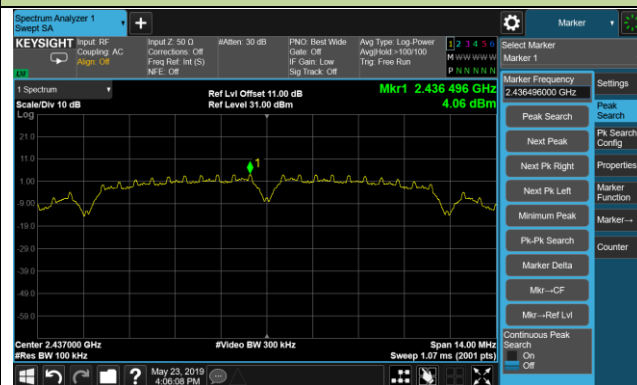 Spectrum Analyzer 1
Swept SA
+
Marker
KEYSIGHT
Input: RF
Coupling: AC
Align: Off
Input Z: 50 Ω
Corrections: Off
Freq Ref: Int (S)
NFE: Off
#Atten: 30 dB
PNO: Best Wide
Gate: Off
IF Gain: Low
Sig Track: Off
Avg Type: Log-Power
Avg|Hold >100/100
Trig: Free Run
1 2 3 4 5 6
M W W W W W
P N N N N N
LXI
Select Marker
Marker 1
1 Spectrum
Scale/Div 10 dB
Log
Ref Lvl Offset 11.00 dB
Ref Level 31.00 dBm
Mkr1 2.436 496 GHz
4.06 dBm
Marker Frequency
2.436496000 GHz
Settings
Peak Search
Peak
Search
Next Peak
Pk Search
Config
Next Pk Right
Properties
Next Pk Left
Marker
Function
Minimum Peak
Marker→
Pk-Pk Search
Counter
Marker Delta
Mkr→CF
Mkr→Ref Lvl
Continuous Peak
Search
On
Off
21.0
11.0
1.00
-9.00
-19.0
-29.0
-39.0
-49.0
-59.0
1
Center 2.437000 GHz
#Res BW 100 kHz
#Video BW 300 kHz
Span 14.00 MHz
Sweep 1.07 ms (2001 pts)
?
May 23, 2019
4:06:08 PM